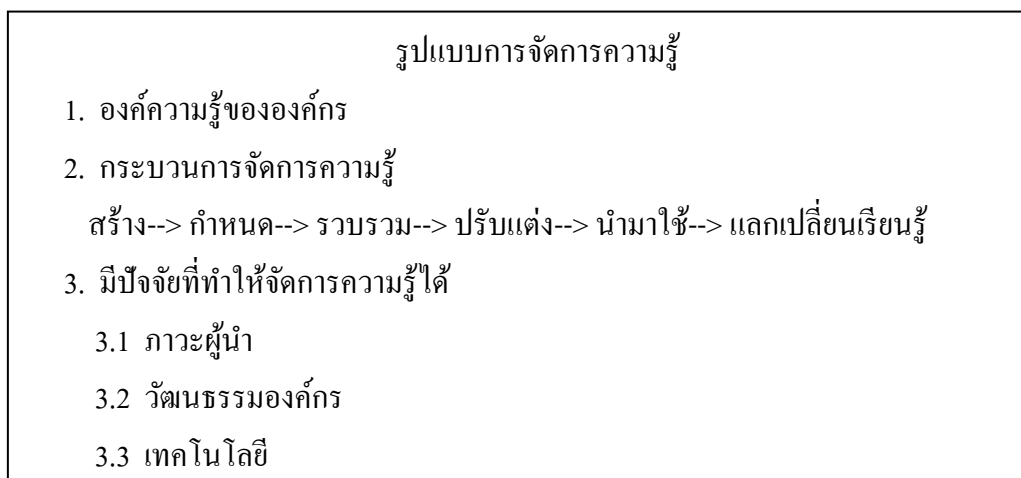 รูปแบบการจัดการความรู้
1. องค์ความรู้ขององค์กร
2. กระบวนการจัดการความรู้
สร้าง--> กำหนด--> รวบรวม--> ปรับแต่ง--> นำมาใช้--> แลกเปลี่ยนเรียนรู้
3. มีปัจจัยที่ทำให้จัดการความรู้ได้
3.1 ภาวะผู้นำ
3.2 วัฒนธรรมองค์กร
3.3 เทคโนโลยี